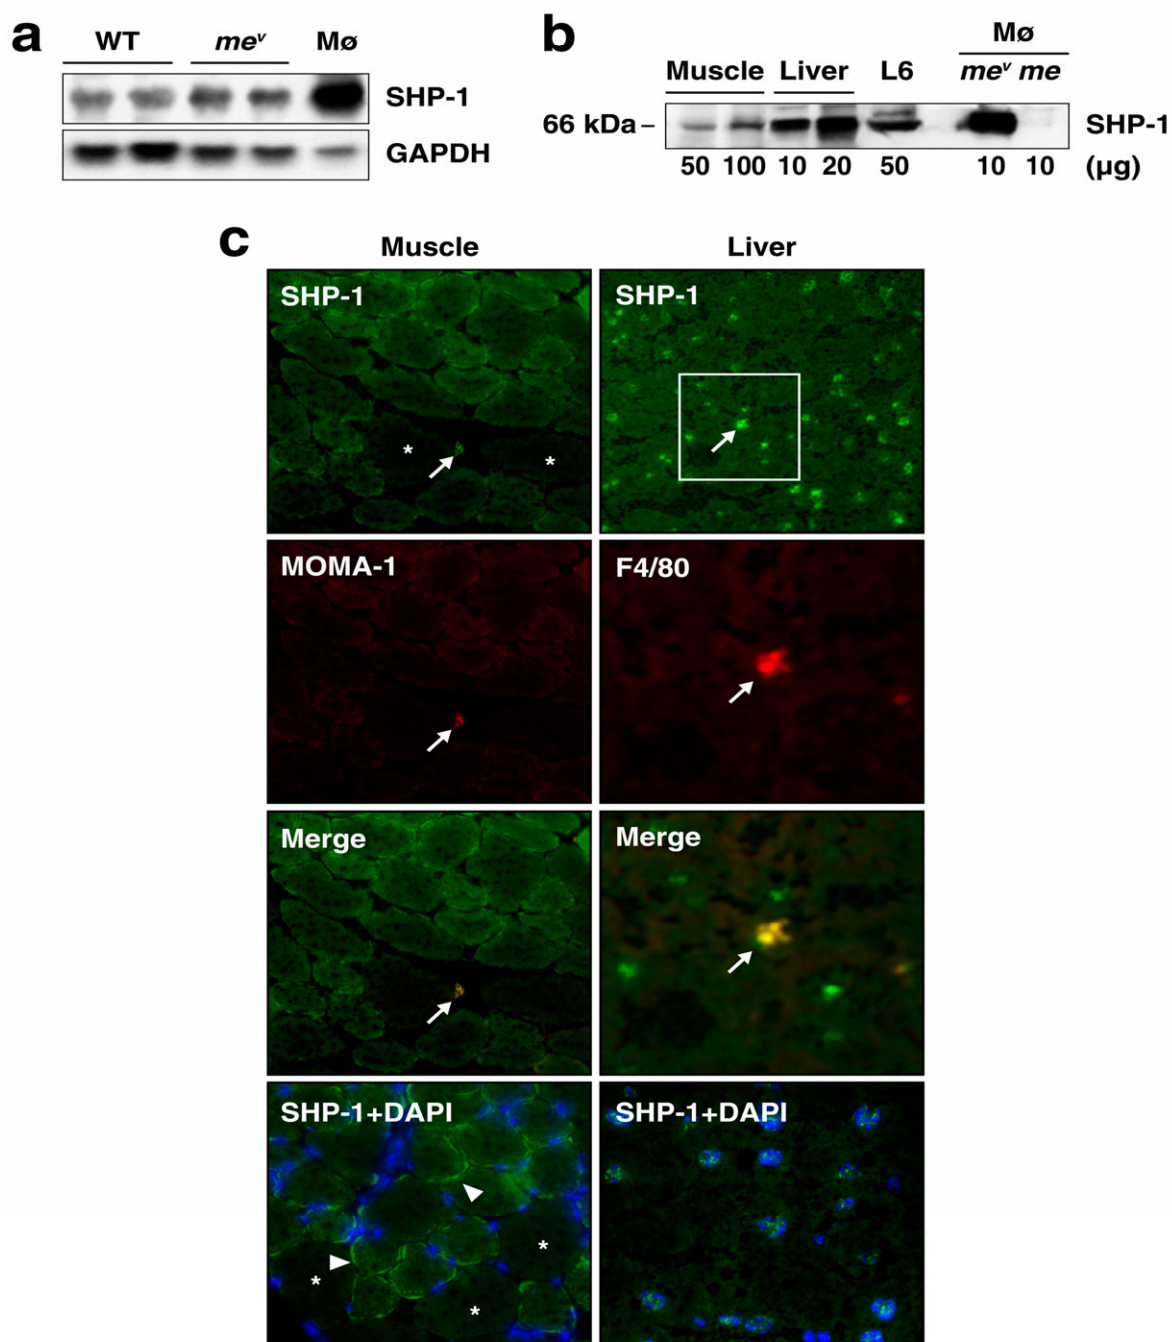 a
WT me^v Mø
SHP-1
GAPDH
b
Mø
Muscle Liver L6 me^v me
66 kDa– SHP-1
50 100 10 20 50 10 10 (µg)
c
Muscle Liver
SHP-1 SHP-1
* *
MOMA-1 F4/80
Merge Merge
SHP-1+DAPI SHP-1+DAPI
*
*
*